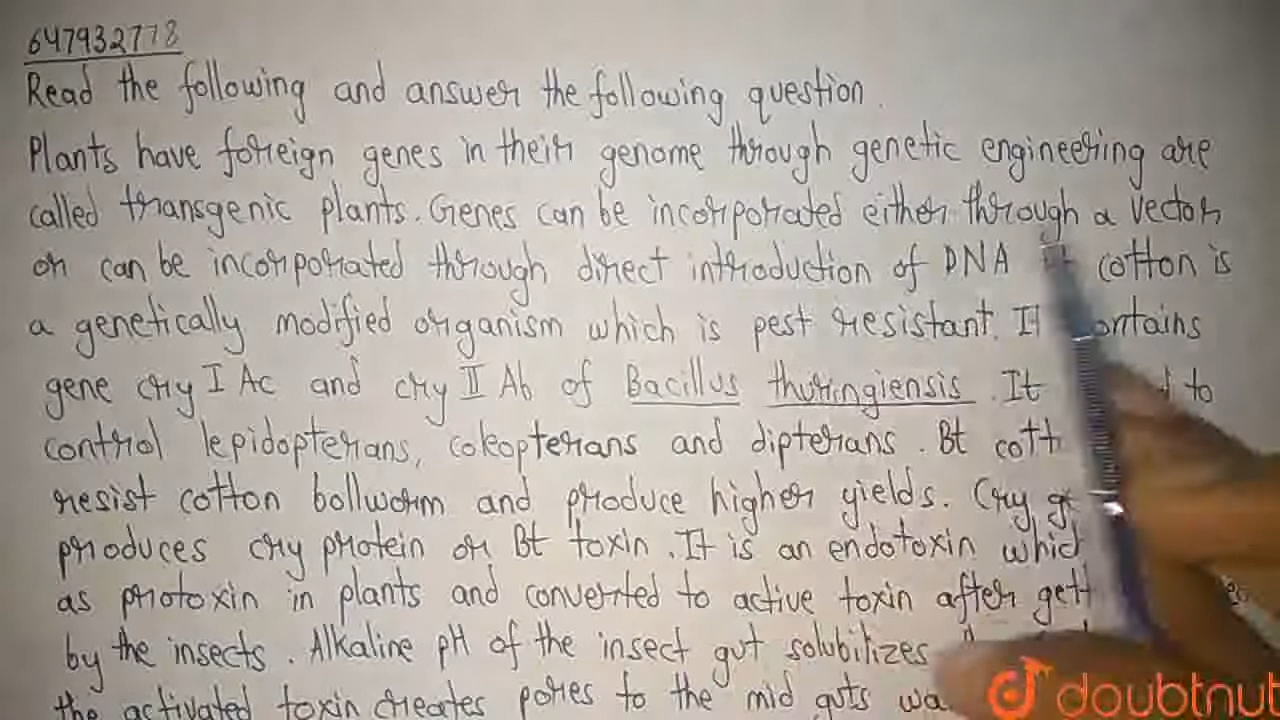 647932778
Read the following and answer the following question.
Plants have foreign genes in their genome through genetic engineering are
called transgenic plants. Genes can be incorporated either through a vector
or can be incorporated through direct introduction of DNA cotton is
a genetically modified organism which is pest resistant. It contains
gene cry I Ac and cry II Ab of Bacillus thuringiensis. It to
control lepidopterans, coleopterans and dipterans. Bt
resist cotton bollworm and produce higher yields. Cry
produces cry protein or Bt toxin. It is an endotoxin
as protoxin in plants and converted to active toxin after
by the insects. Alkaline pH of the insect gut solubilizes
the activated toxin creates pores to the mid guts
doubtnut